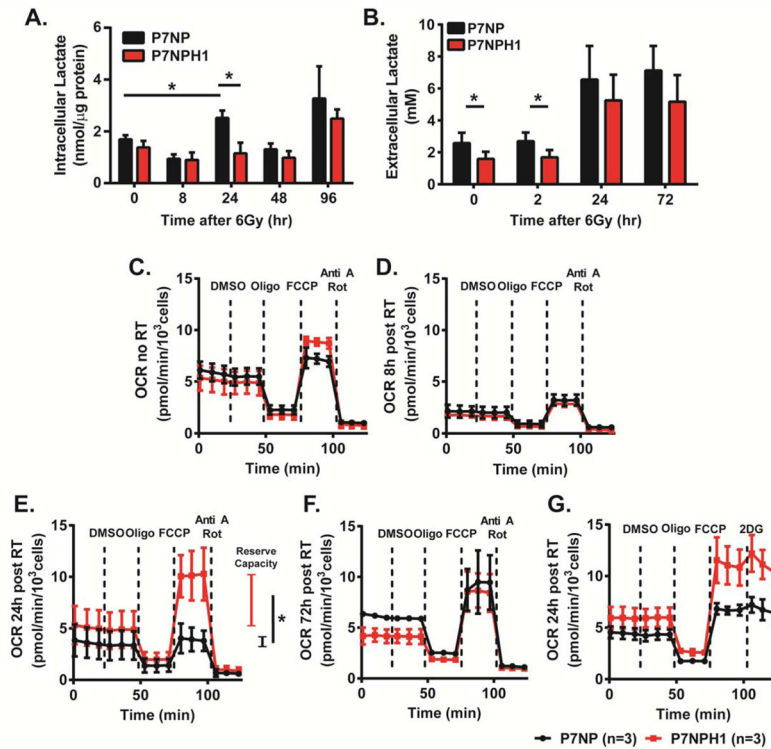 A.
P7NP
P7NPH1
*
*
Intracellular Lactate
(nmol/μg protein)
6
4
2
0
0 8 24 48 96
Time after 6Gy (hr)
B.
P7NP
P7NPH1
*
*
Extracellular Lactate
(mM)
10
8
6
4
2
0
0 2 24 72
Time after 6Gy (hr)
C.
DMSO Oligo FCCP Anti A
Rot
OCR no RT
(pmol/min/10³cells)
15
10
5
0
0 50 100
Time (min)
D.
DMSO Oligo FCCP Anti A
Rot
OCR 8h post RT
(pmol/min/10³cells)
15
10
5
0
0 50 100
Time (min)
E.
DMSO Oligo FCCP Anti A
Rot
Reserve
Capacity
*
OCR 24h post RT
(pmol/min/10³cells)
15
10
5
0
0 50 100
Time (min)
F.
DMSO Oligo FCCP Anti A
Rot
OCR 72h post RT
(pmol/min/10³cells)
15
10
5
0
0 50 100
Time (min)
G.
DMSO Oligo FCCP 2DG
OCR 24h post RT
(pmol/min/10³cells)
15
10
5
0
0 50 100
Time (min)
P7NP (n=3) P7NPH1 (n=3)